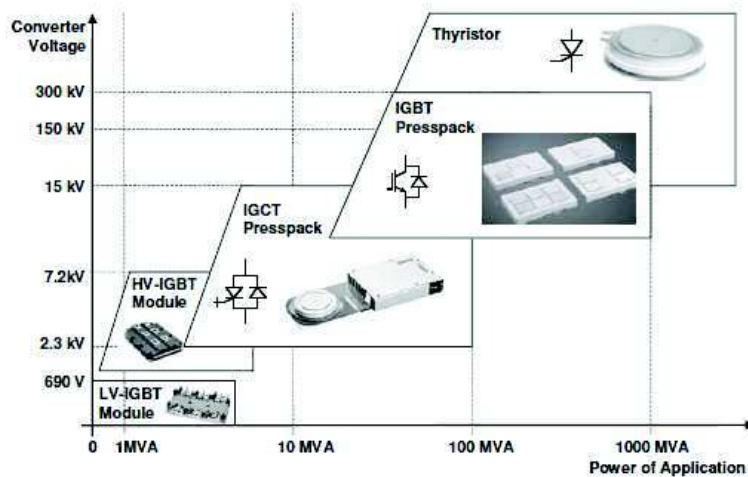 Converter
Voltage
Thyristor
300 kV
IGBT
Presspack
150 kV
15 kV
IGCT
Presspack
7.2kV
HV-IGBT
Module
2.3 kV
690 V
LV-IGBT
Module
0
1MVA
10 MVA
100 MVA
1000 MVA
Power of Application